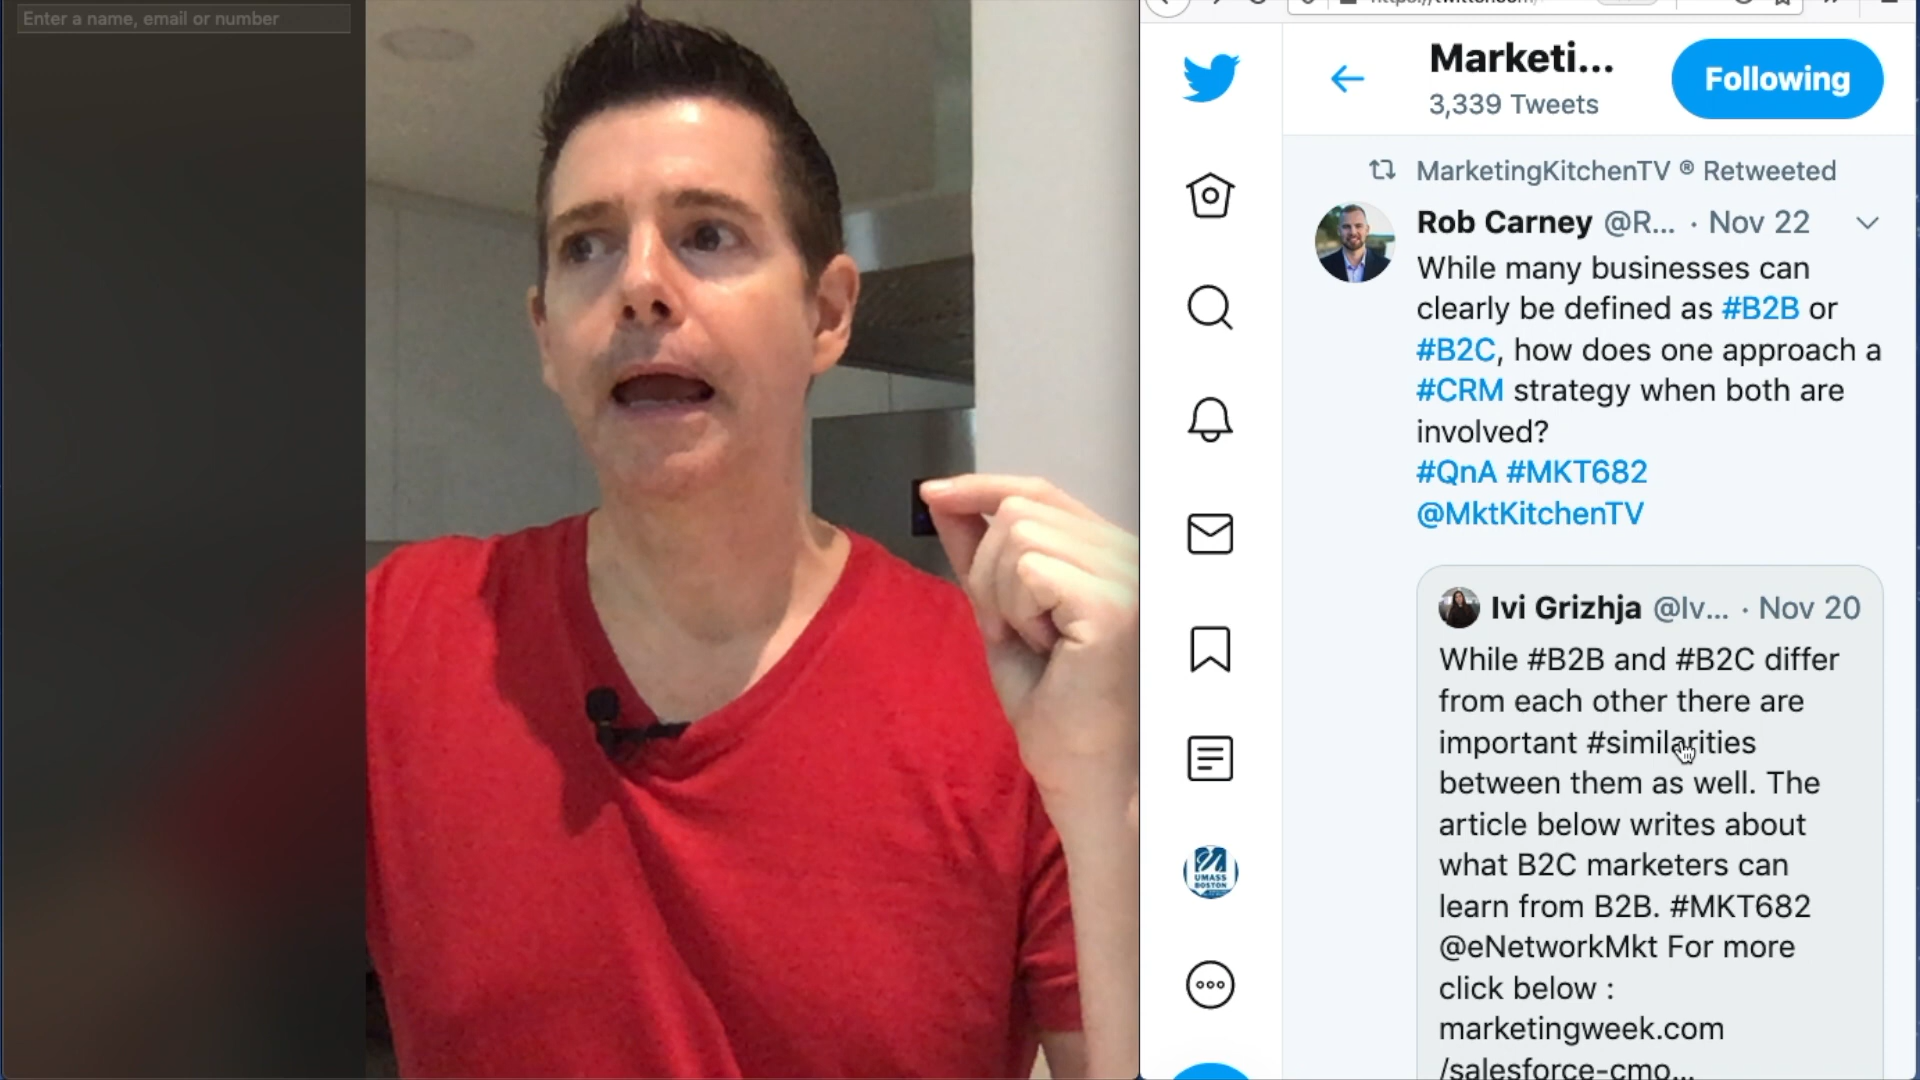 Enter a name, email or number
Marketi...
3,339 Tweets
Following
MarketingKitchenTV ® Retweeted
Rob Carney @R... · Nov 22
While many businesses can
clearly be defined as #B2B or
#B2C, how does one approach a
#CRM strategy when both are
involved?
#QnA #MKT682
@MktKitchenTV
Ivi Grizhja @Iv... · Nov 20
While #B2B and #B2C differ
from each other there are
important #similarities
between them as well. The
article below writes about
what B2C marketers can
learn from B2B. #MKT682
@eNetworkMkt For more
click below :
marketingweek.com
/salesforce-cmo...
UMASS
BOSTON